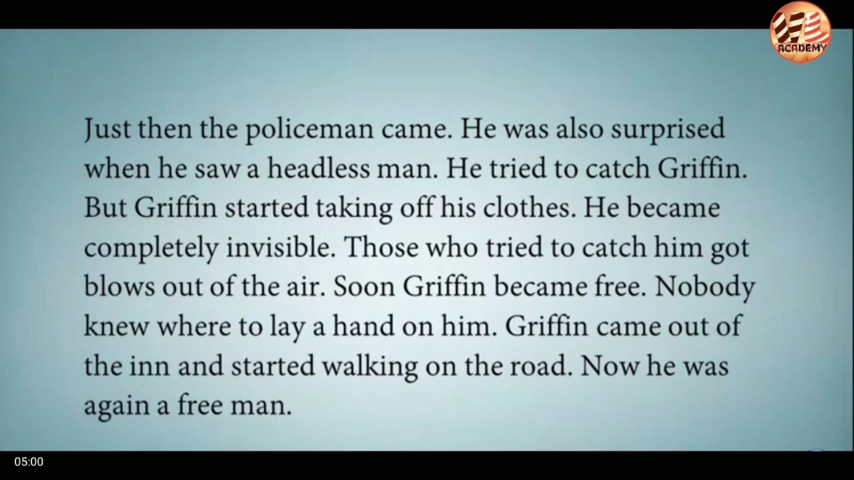 ACADEMY
Just then the policeman came. He was also surprised
when he saw a headless man. He tried to catch Griffin.
But Griffin started taking off his clothes. He became
completely invisible. Those who tried to catch him got
blows out of the air. Soon Griffin became free. Nobody
knew where to lay a hand on him. Griffin came out of
the inn and started walking on the road. Now he was
again a free man.
05:00